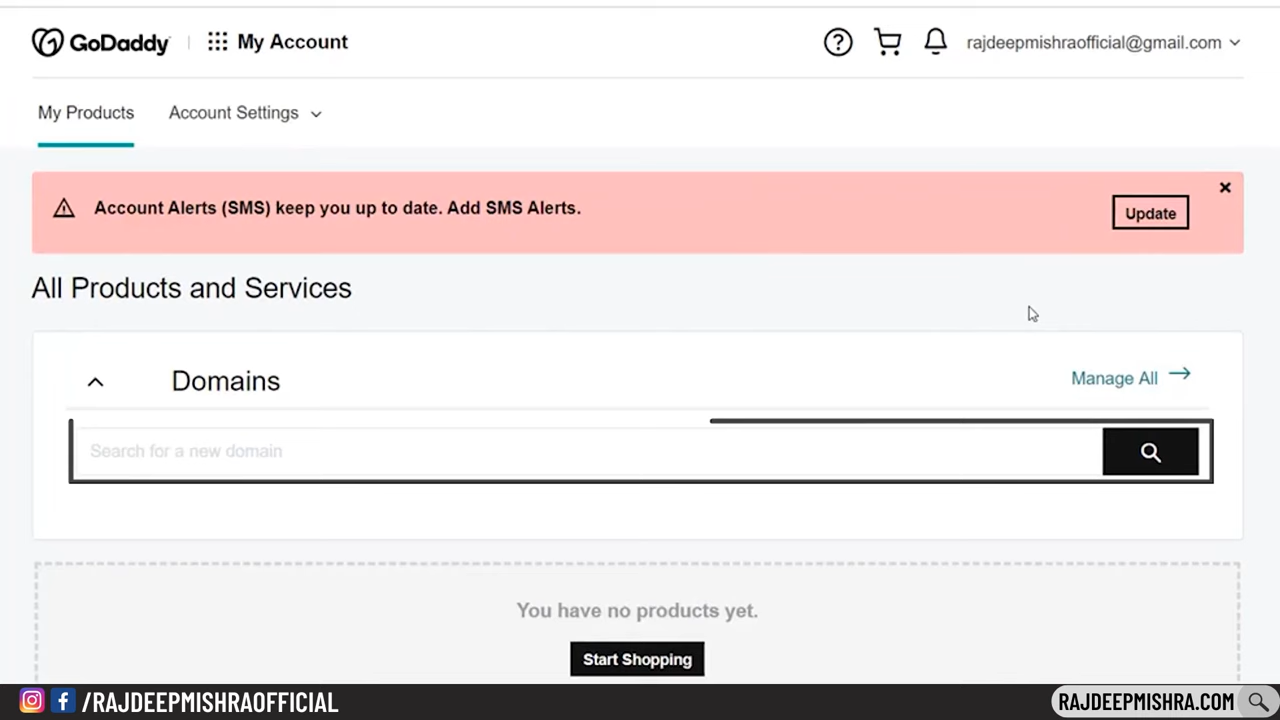 GoDaddy My Account rajdeepmishraofficial@gmail.com
My Products Account Settings
Account Alerts (SMS) keep you up to date. Add SMS Alerts.
Update
All Products and Services
Domains
Manage All
Search for a new domain
You have no products yet.
Start Shopping
/RAJDEEPMISHRAOFFICIAL
RAJDEEPMISHRA.COM